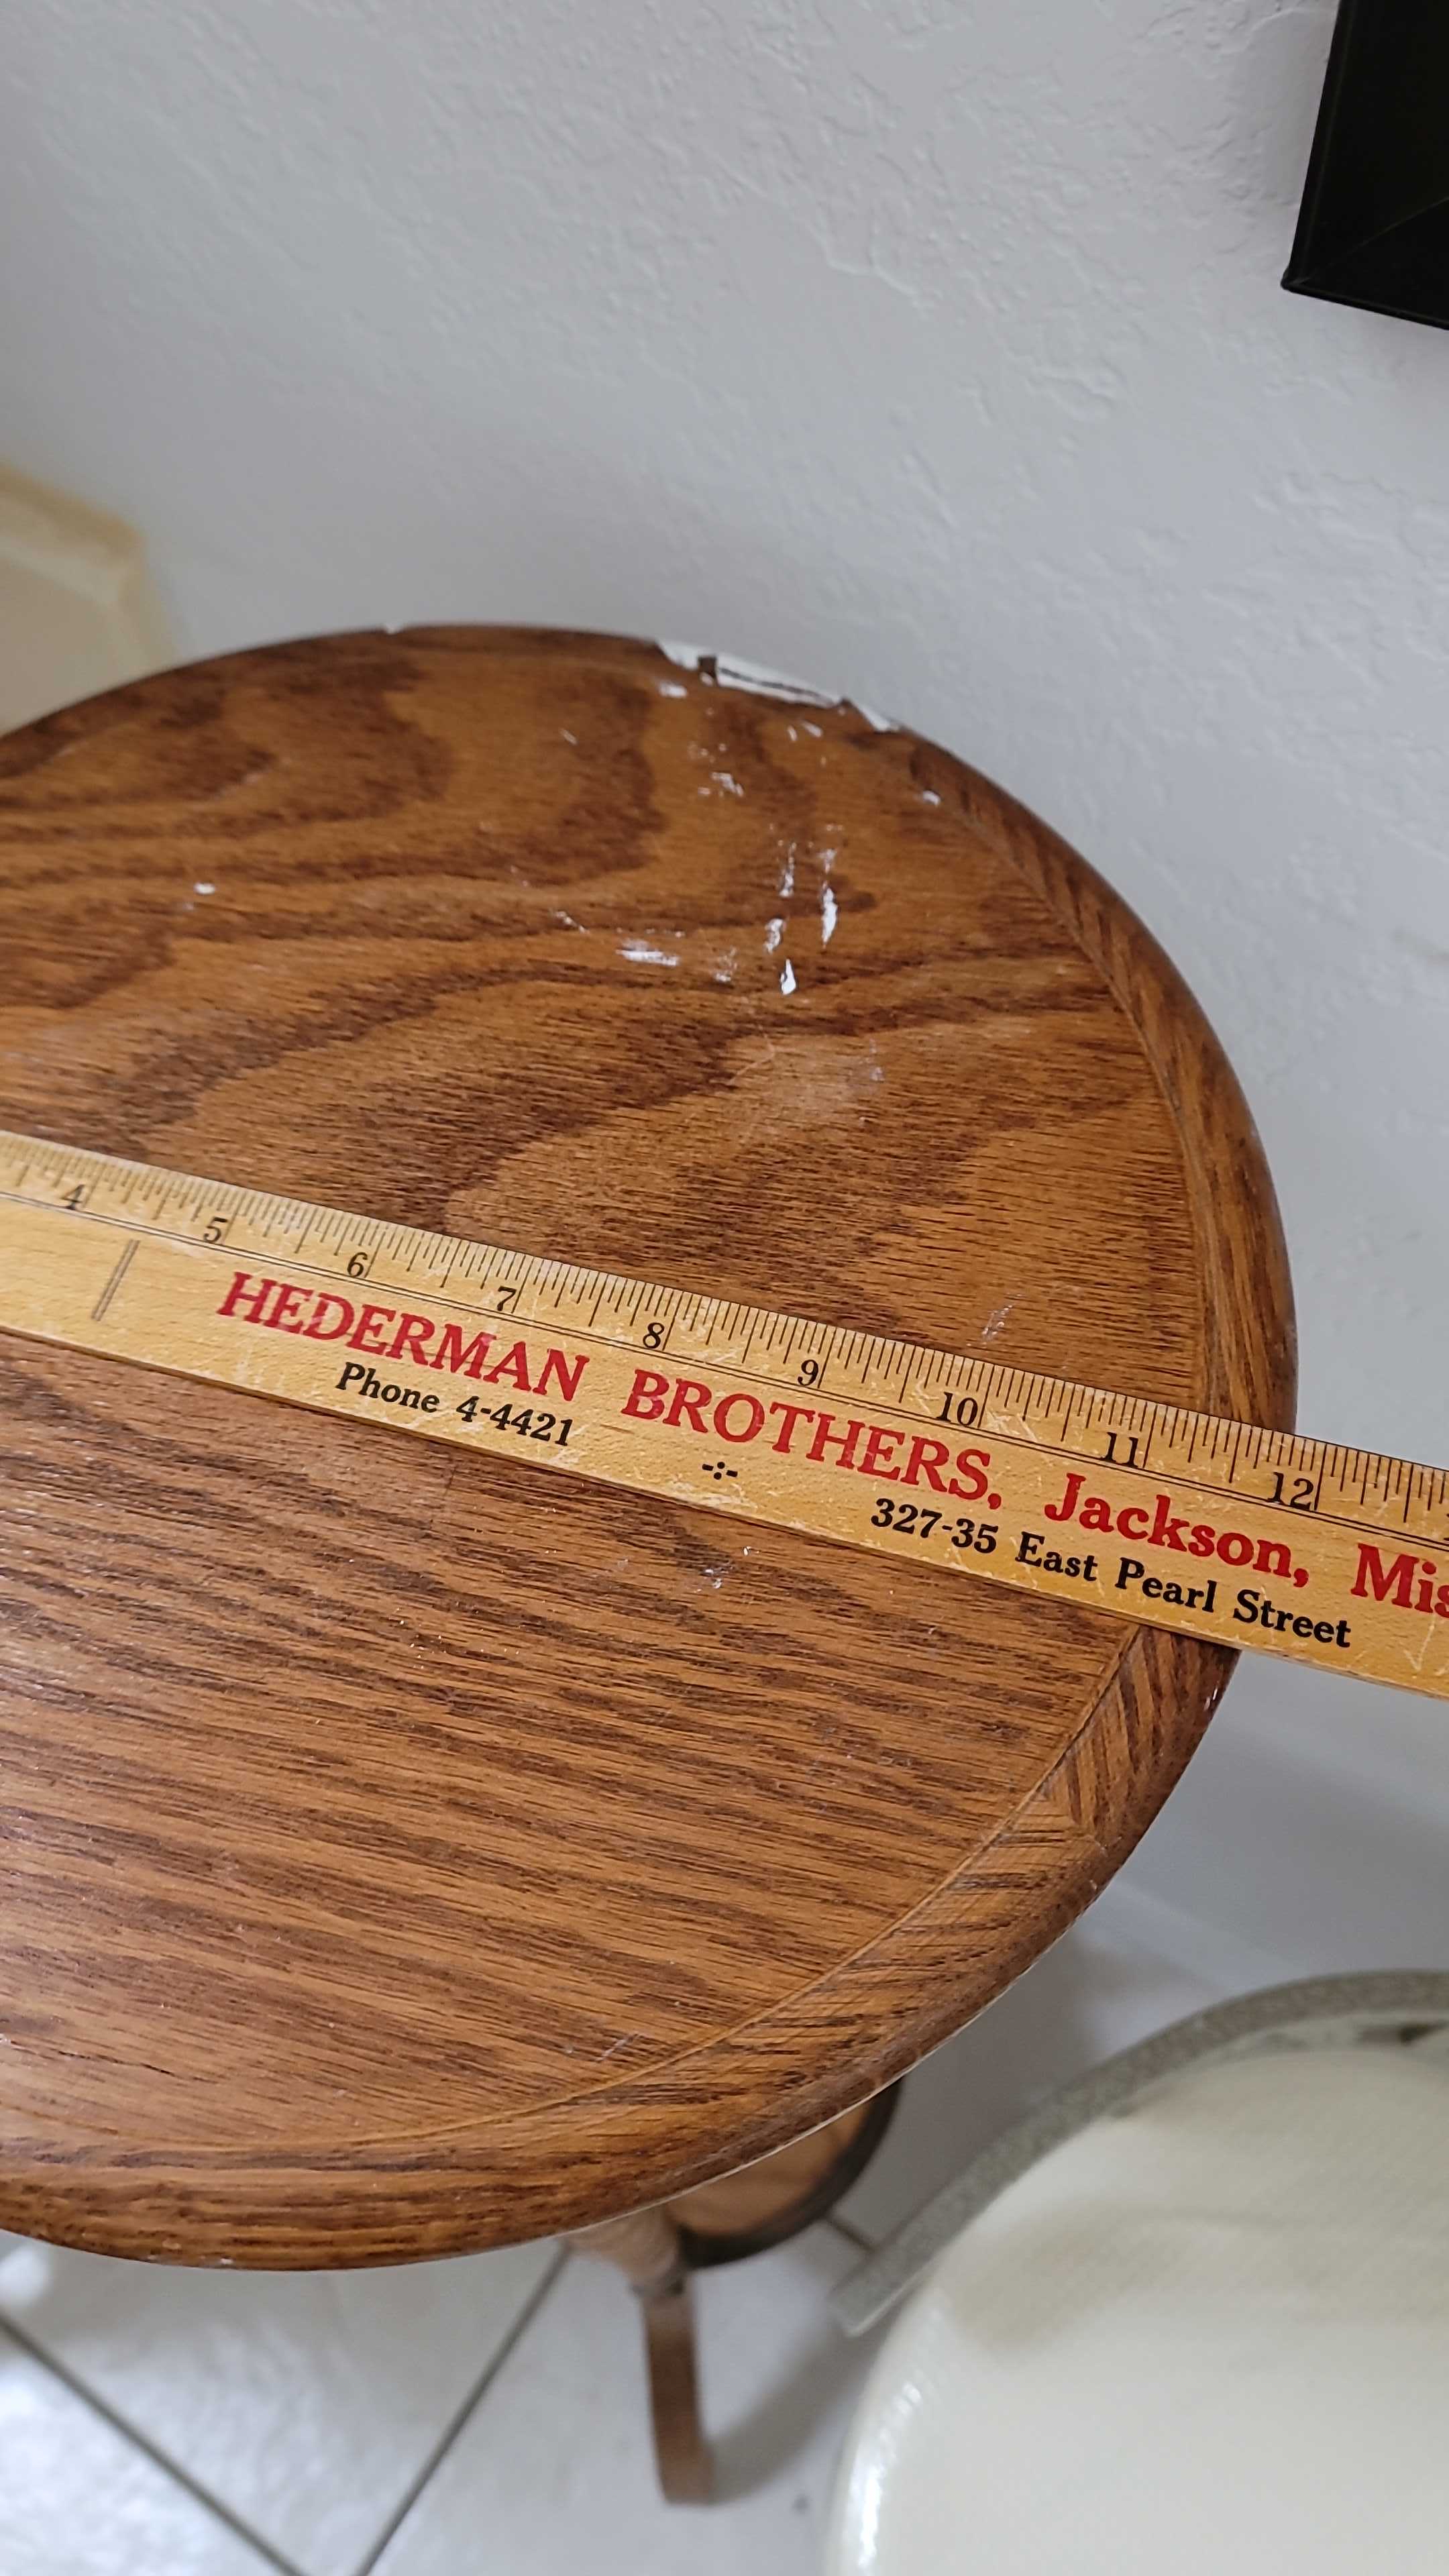 4 5 6 7 8 9 10 11 12
HEDERMAN BROTHERS, Jackson, Mis
Phone 4-4421 -:- 327-35 East Pearl Street